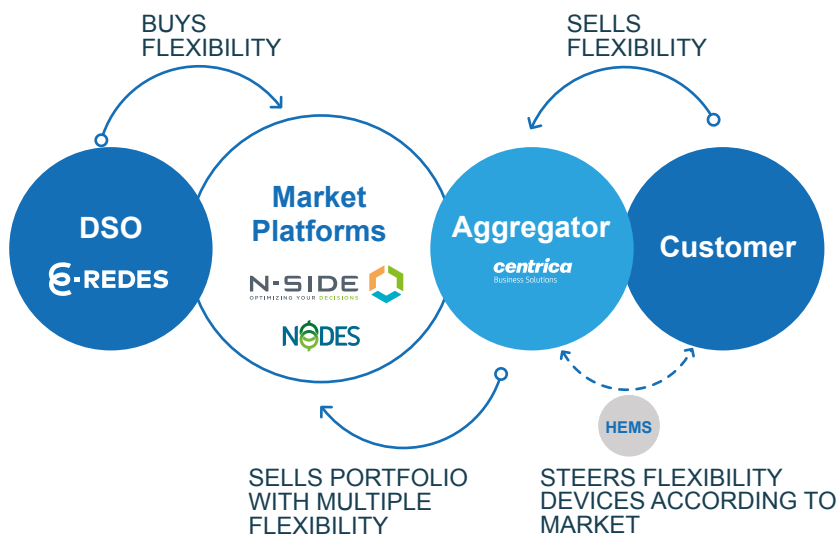 BUYS
FLEXIBILITY
SELLS
FLEXIBILITY
DSO
E-REDES
Market
Platforms
N-SIDE
OPTIMIZING YOUR DECISIONS
NODES
Aggregator
centrica
Business Solutions
Customer
HEMS
SELLS PORTFOLIO
WITH MULTIPLE
FLEXIBILITY
STEERS FLEXIBILITY
DEVICES ACCORDING TO
MARKET